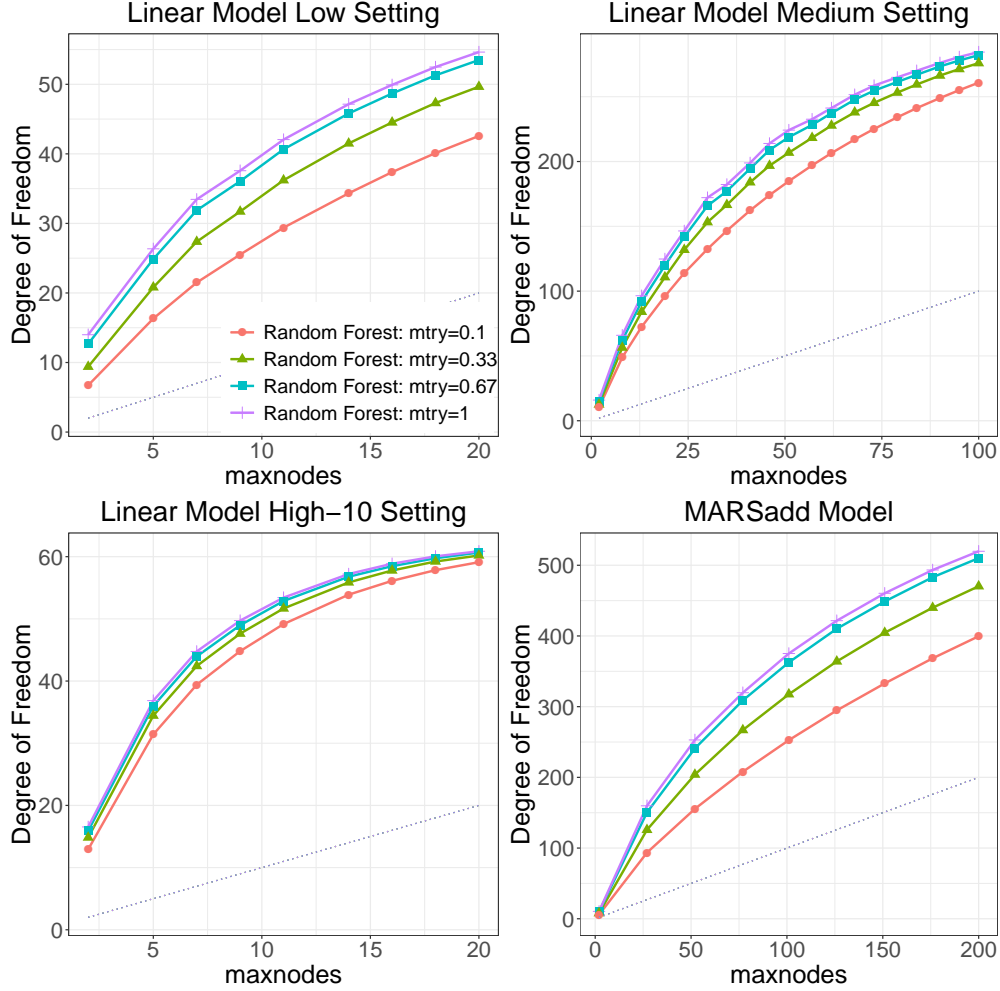 Linear Model Low Setting
Degree of Freedom
50
40
30
20
10
0
Random Forest: mtry=0.1
Random Forest: mtry=0.33
Random Forest: mtry=0.67
Random Forest: mtry=1
5
10
15
20
maxnodes
Linear Model Medium Setting
Degree of Freedom
200
100
0
0
25
50
75
100
maxnodes
Linear Model High−10 Setting
Degree of Freedom
60
40
20
0
5
10
15
20
maxnodes
MARSadd Model
Degree of Freedom
500
400
300
200
100
0
0
50
100
150
200
maxnodes